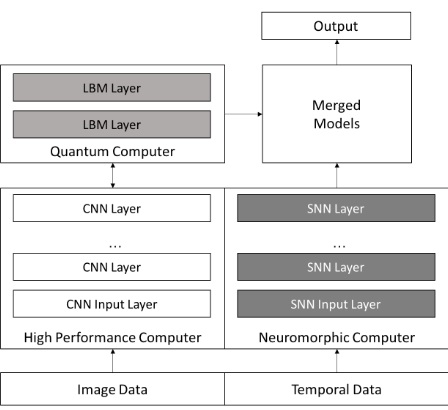 Output
LBM Layer
LBM Layer
Quantum Computer
Merged
Models
CNN Layer
...
CNN Layer
CNN Input Layer
High Performance Computer
SNN Layer
...
SNN Layer
SNN Input Layer
Neuromorphic Computer
Image Data
Temporal Data